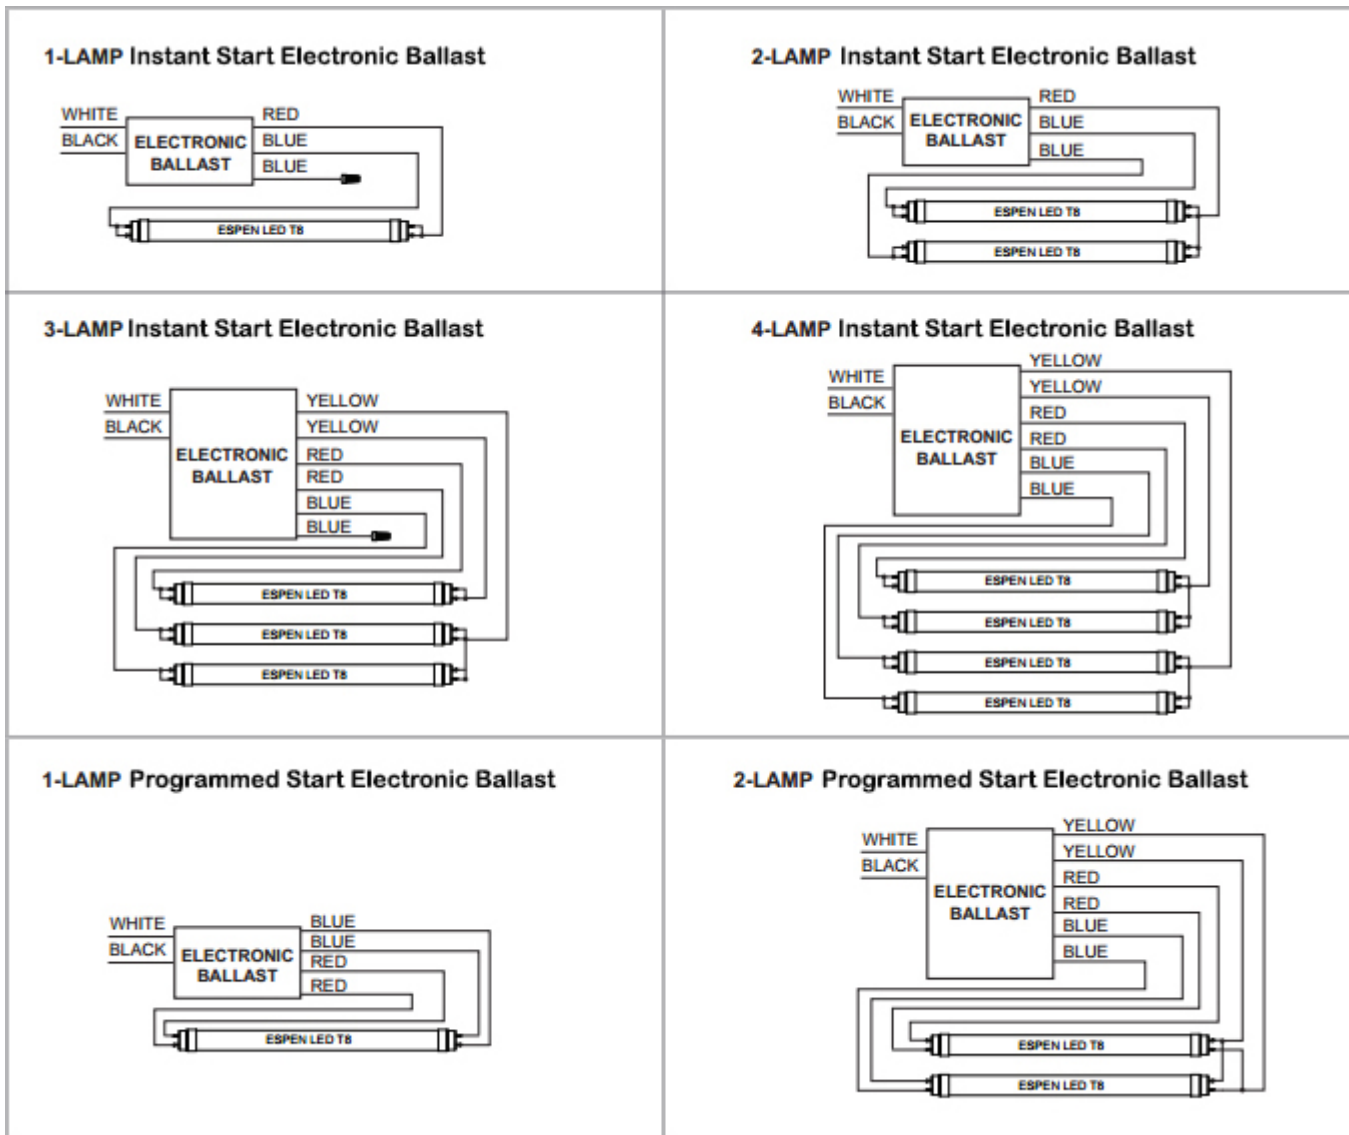 1-LAMP Instant Start Electronic Ballast
WHITE
BLACK
ELECTRONIC
BALLAST
RED
BLUE
BLUE
ESPEN LED T8
2-LAMP Instant Start Electronic Ballast
WHITE
BLACK
ELECTRONIC
BALLAST
RED
BLUE
BLUE
ESPEN LED T8
ESPEN LED T8
3-LAMP Instant Start Electronic Ballast
WHITE
BLACK
ELECTRONIC
BALLAST
YELLOW
YELLOW
RED
RED
BLUE
BLUE
ESPEN LED T8
ESPEN LED T8
ESPEN LED T8
4-LAMP Instant Start Electronic Ballast
WHITE
BLACK
ELECTRONIC
BALLAST
YELLOW
YELLOW
RED
RED
BLUE
BLUE
ESPEN LED T8
ESPEN LED T8
ESPEN LED T8
ESPEN LED T8
1-LAMP Programmed Start Electronic Ballast
WHITE
BLACK
ELECTRONIC
BALLAST
BLUE
BLUE
RED
RED
ESPEN LED T8
2-LAMP Programmed Start Electronic Ballast
WHITE
BLACK
ELECTRONIC
BALLAST
YELLOW
YELLOW
RED
RED
BLUE
BLUE
ESPEN LED T8
ESPEN LED T8